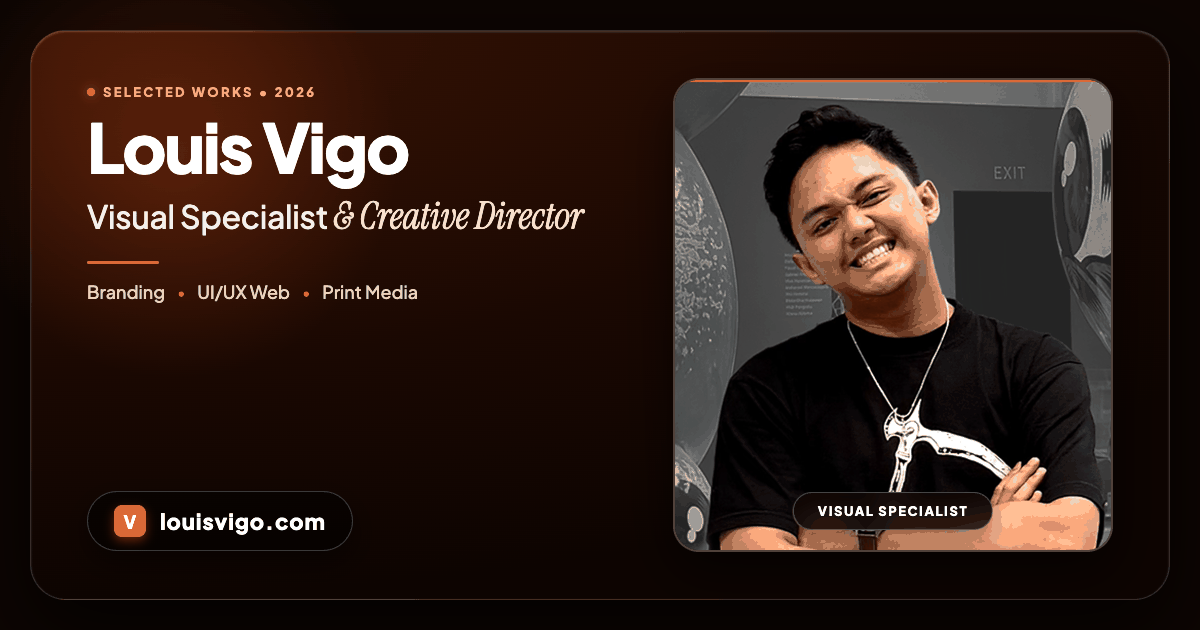 SELECTED WORKS • 2026
Louis Vigo
Visual Specialist & Creative Director
Branding • UI/UX Web • Print Media
EXIT
VISUAL SPECIALIST
V louisvigo.com